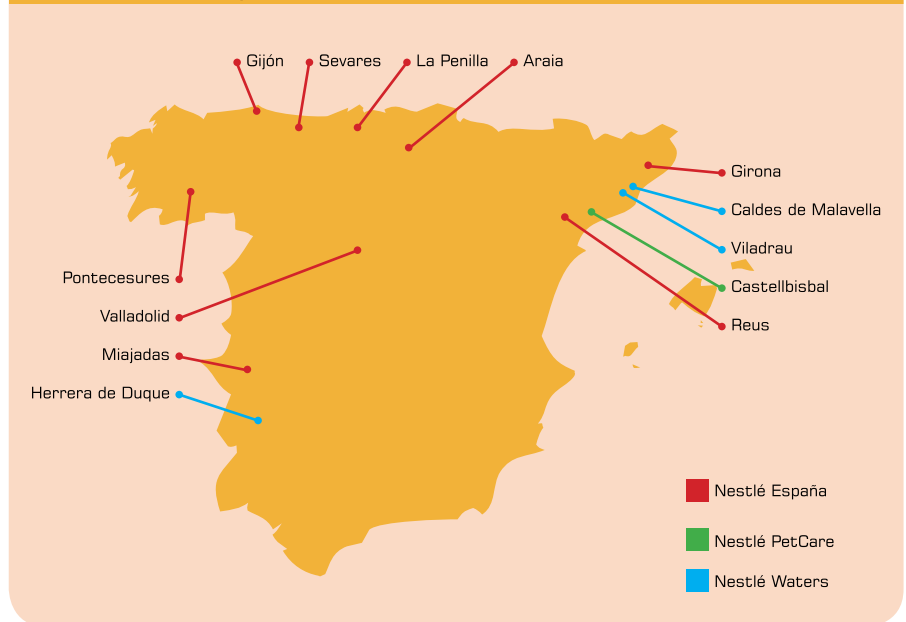 Gijón
Sevares
La Penilla
Araia
Girona
Caldes de Malavella
Viladrau
Castellbisbal
Reus
Pontecesures
Valladolid
Miajadas
Herrera de Duque
Nestlé España
Nestlé PetCare
Nestlé Waters